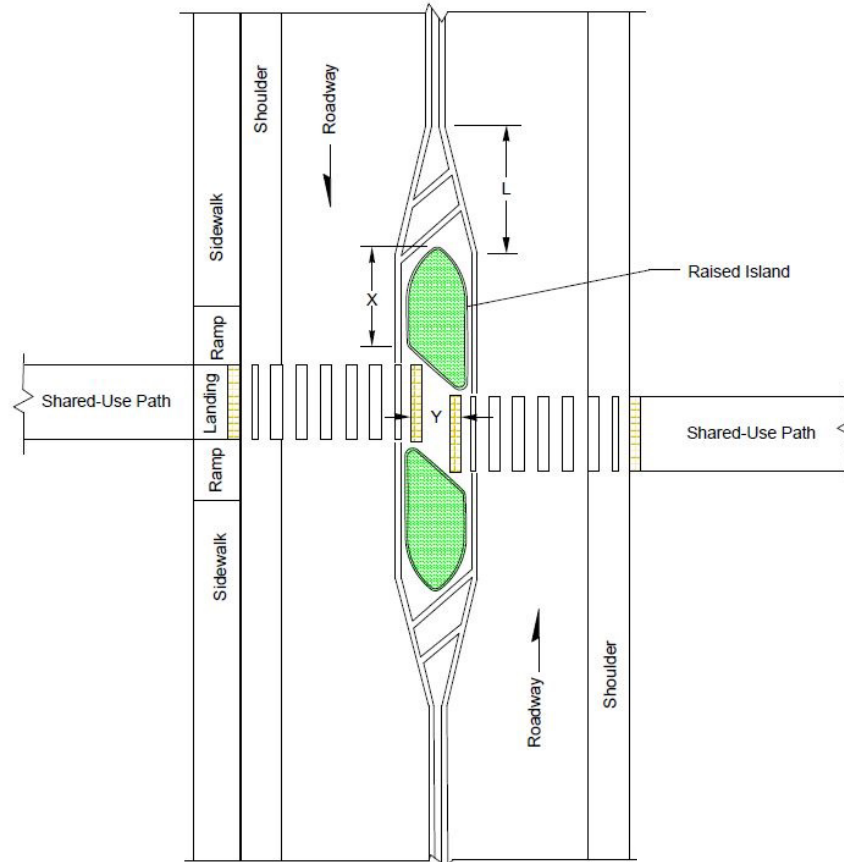 Shoulder
Roadway
Sidewalk
L
Raised Island
X
Ramp
Shared-Use Path
Landing
Y
Shared-Use Path
Ramp
Sidewalk
Roadway
Shoulder